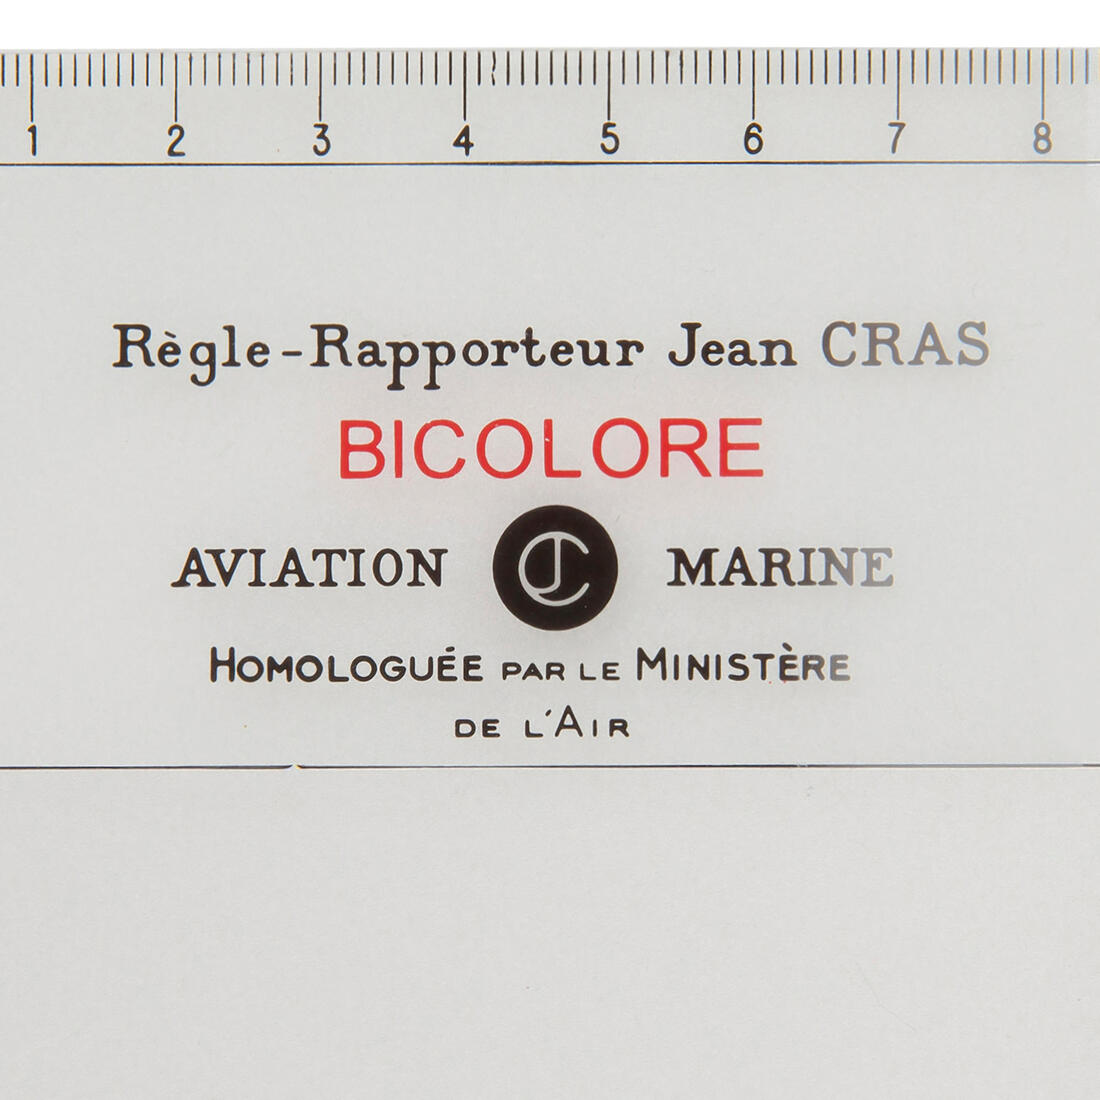 1 2 3 4 5 6 7 8
Règle-Rapporteur Jean CRAS
BICOLORE
AVIATION JC MARINE
HOMOLOGUÉE PAR LE MINISTÈRE
DE L'AIR